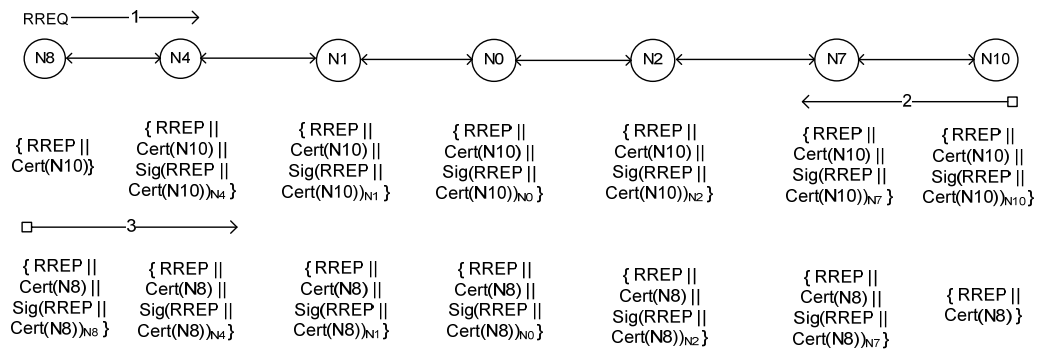 RREQ 1
N8 N4 N1 N0 N2 N7 N10
2
{ RREP ||
Cert(N10)}
{ RREP ||
Cert(N10) ||
Sig(RREP ||
Cert(N10))N4 }
{ RREP ||
Cert(N10) ||
Sig(RREP ||
Cert(N10))N1 }
{ RREP ||
Cert(N10) ||
Sig(RREP ||
Cert(N10))N0 }
{ RREP ||
Cert(N10) ||
Sig(RREP ||
Cert(N10))N2 }
{ RREP ||
Cert(N10) ||
Sig(RREP ||
Cert(N10))N7 }
{ RREP ||
Cert(N10) ||
Sig(RREP ||
Cert(N10))N10 }
3
{ RREP ||
Cert(N8) ||
Sig(RREP ||
Cert(N8))N8 }
{ RREP ||
Cert(N8) ||
Sig(RREP ||
Cert(N8))N4 }
{ RREP ||
Cert(N8) ||
Sig(RREP ||
Cert(N8))N1 }
{ RREP ||
Cert(N8) ||
Sig(RREP ||
Cert(N8))N0 }
{ RREP ||
Cert(N8) ||
Sig(RREP ||
Cert(N8))N2 }
{ RREP ||
Cert(N8) ||
Sig(RREP ||
Cert(N8))N7 }
{ RREP ||
Cert(N8) }